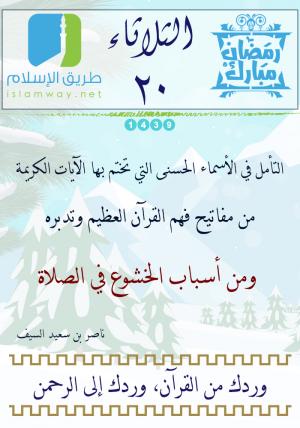 الثلاثاء
٢٠
رمضان
مبارك
طريق الإسلام
islamway.net
1439
التأمل في الأسماء الحسنى التي تختم بها الآيات الكريمة
من مفاتيح فهم القرآن العظيم وتدبره
ومن أسباب الخشوع في الصلاة
ناصر بن سعيد السيف
وردك من القرآن، وردك إلى الرحمن